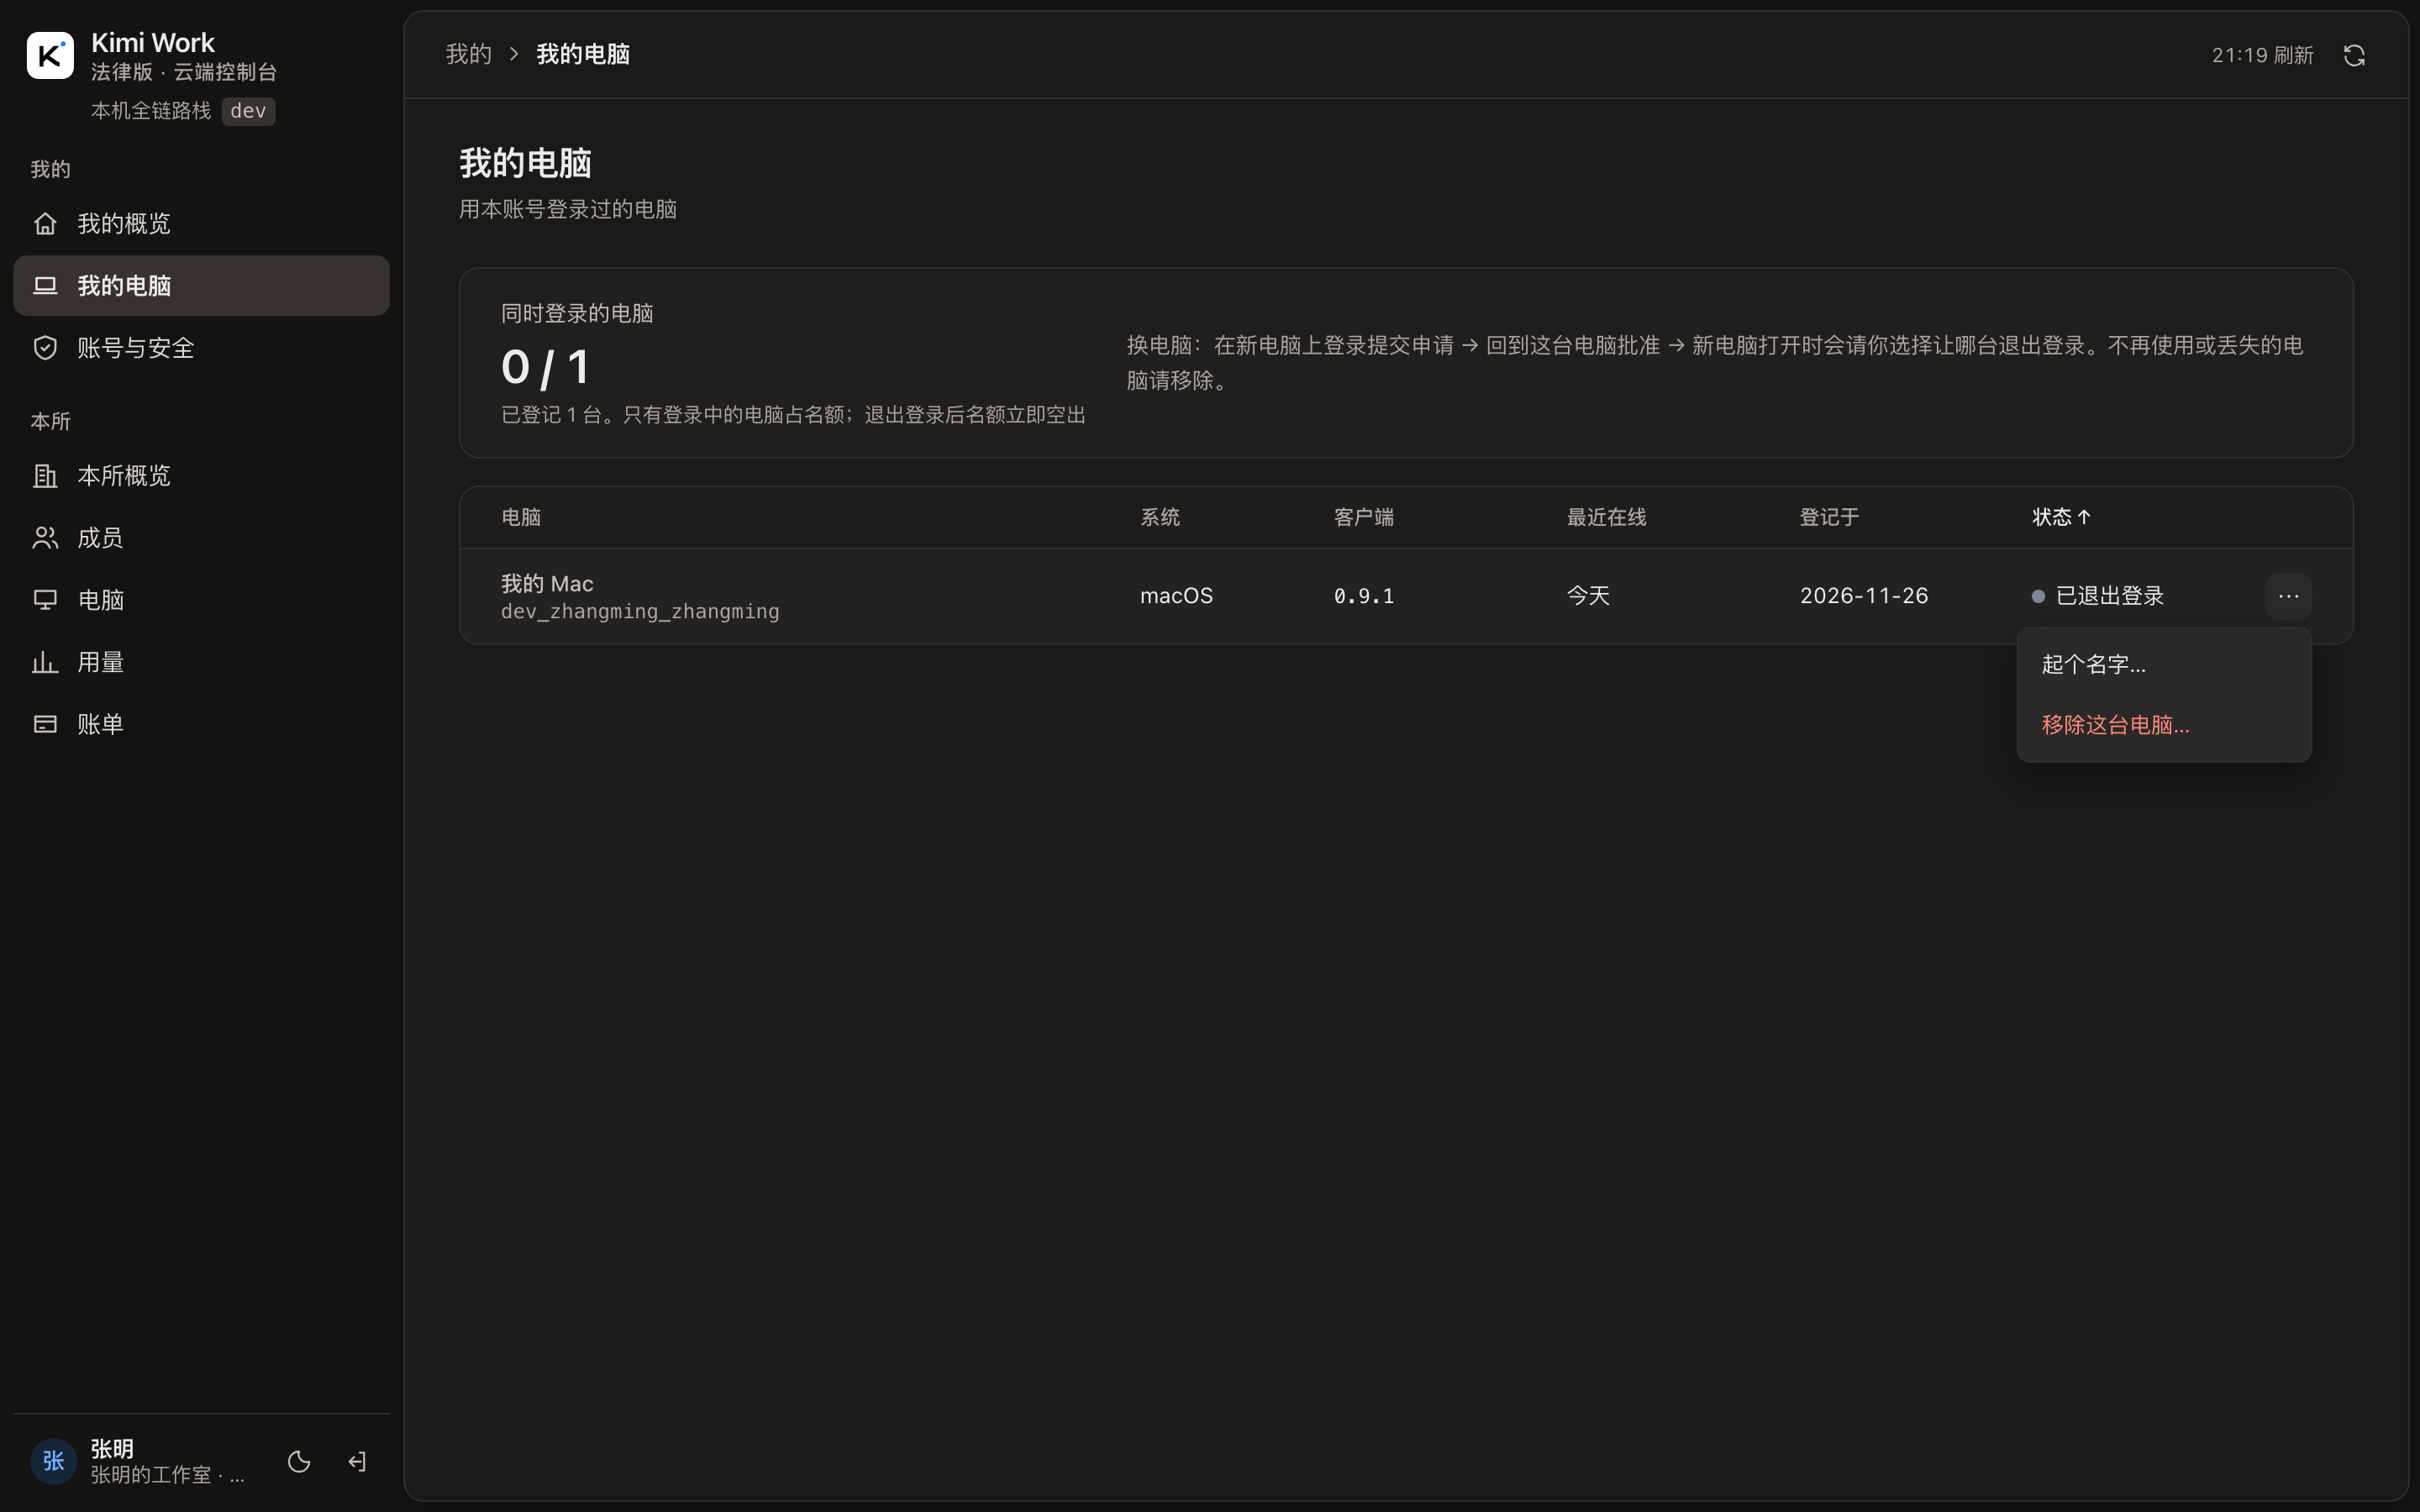 Kimi Work
法律版 · 云端控制台
本机全链路栈 dev
我的
我的概览
我的电脑
账号与安全
本所
本所概览
成员
电脑
用量
账单
张
张明
张明的工作室 · ...
我的 > 我的电脑
21:19 刷新
我的电脑
用本账号登录过的电脑
同时登录的电脑
0 / 1
已登记 1 台。只有登录中的电脑占名额；退出登录后名额立即空出
换电脑：在新电脑上登录提交申请 → 回到这台电脑批准 → 新电脑打开时会请你选择让哪台退出登录。不再使用或丢失的电
脑请移除。
电脑 系统 客户端 最近在线 登记于 状态 ↑
我的 Mac
dev_zhangming_zhangming
macOS 0.9.1 今天 2026-11-26 已退出登录 ...
起个名字...
移除这台电脑...